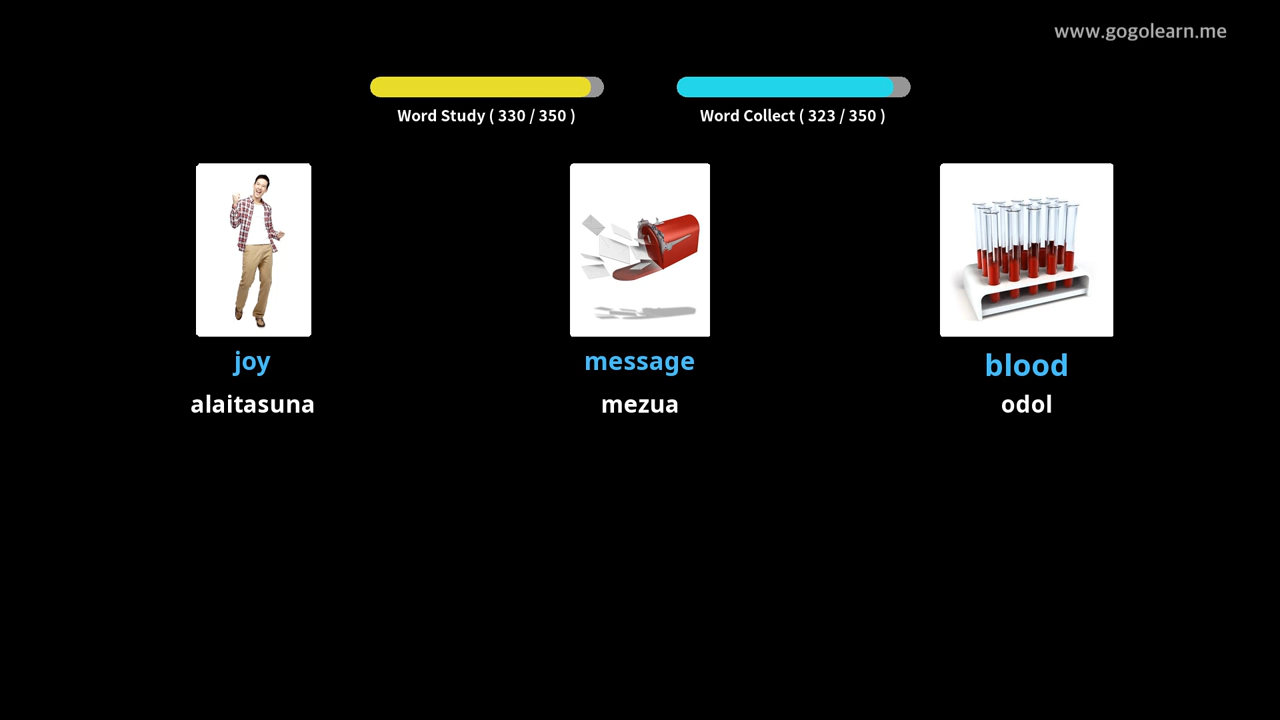 www.gogolearn.me
Word Study ( 330 / 350 )
Word Collect ( 323 / 350 )
joy
alaitasuna
message
mezua
blood
odol